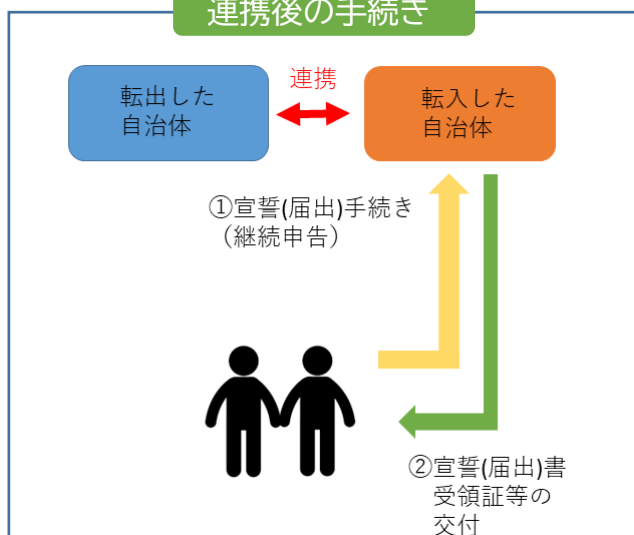 連携後の手続き
転出した
自治体
連携
転入した
自治体
①宣誓(届出)手続き
（継続申告）
②宣誓(届出)書
受領証等の
交付